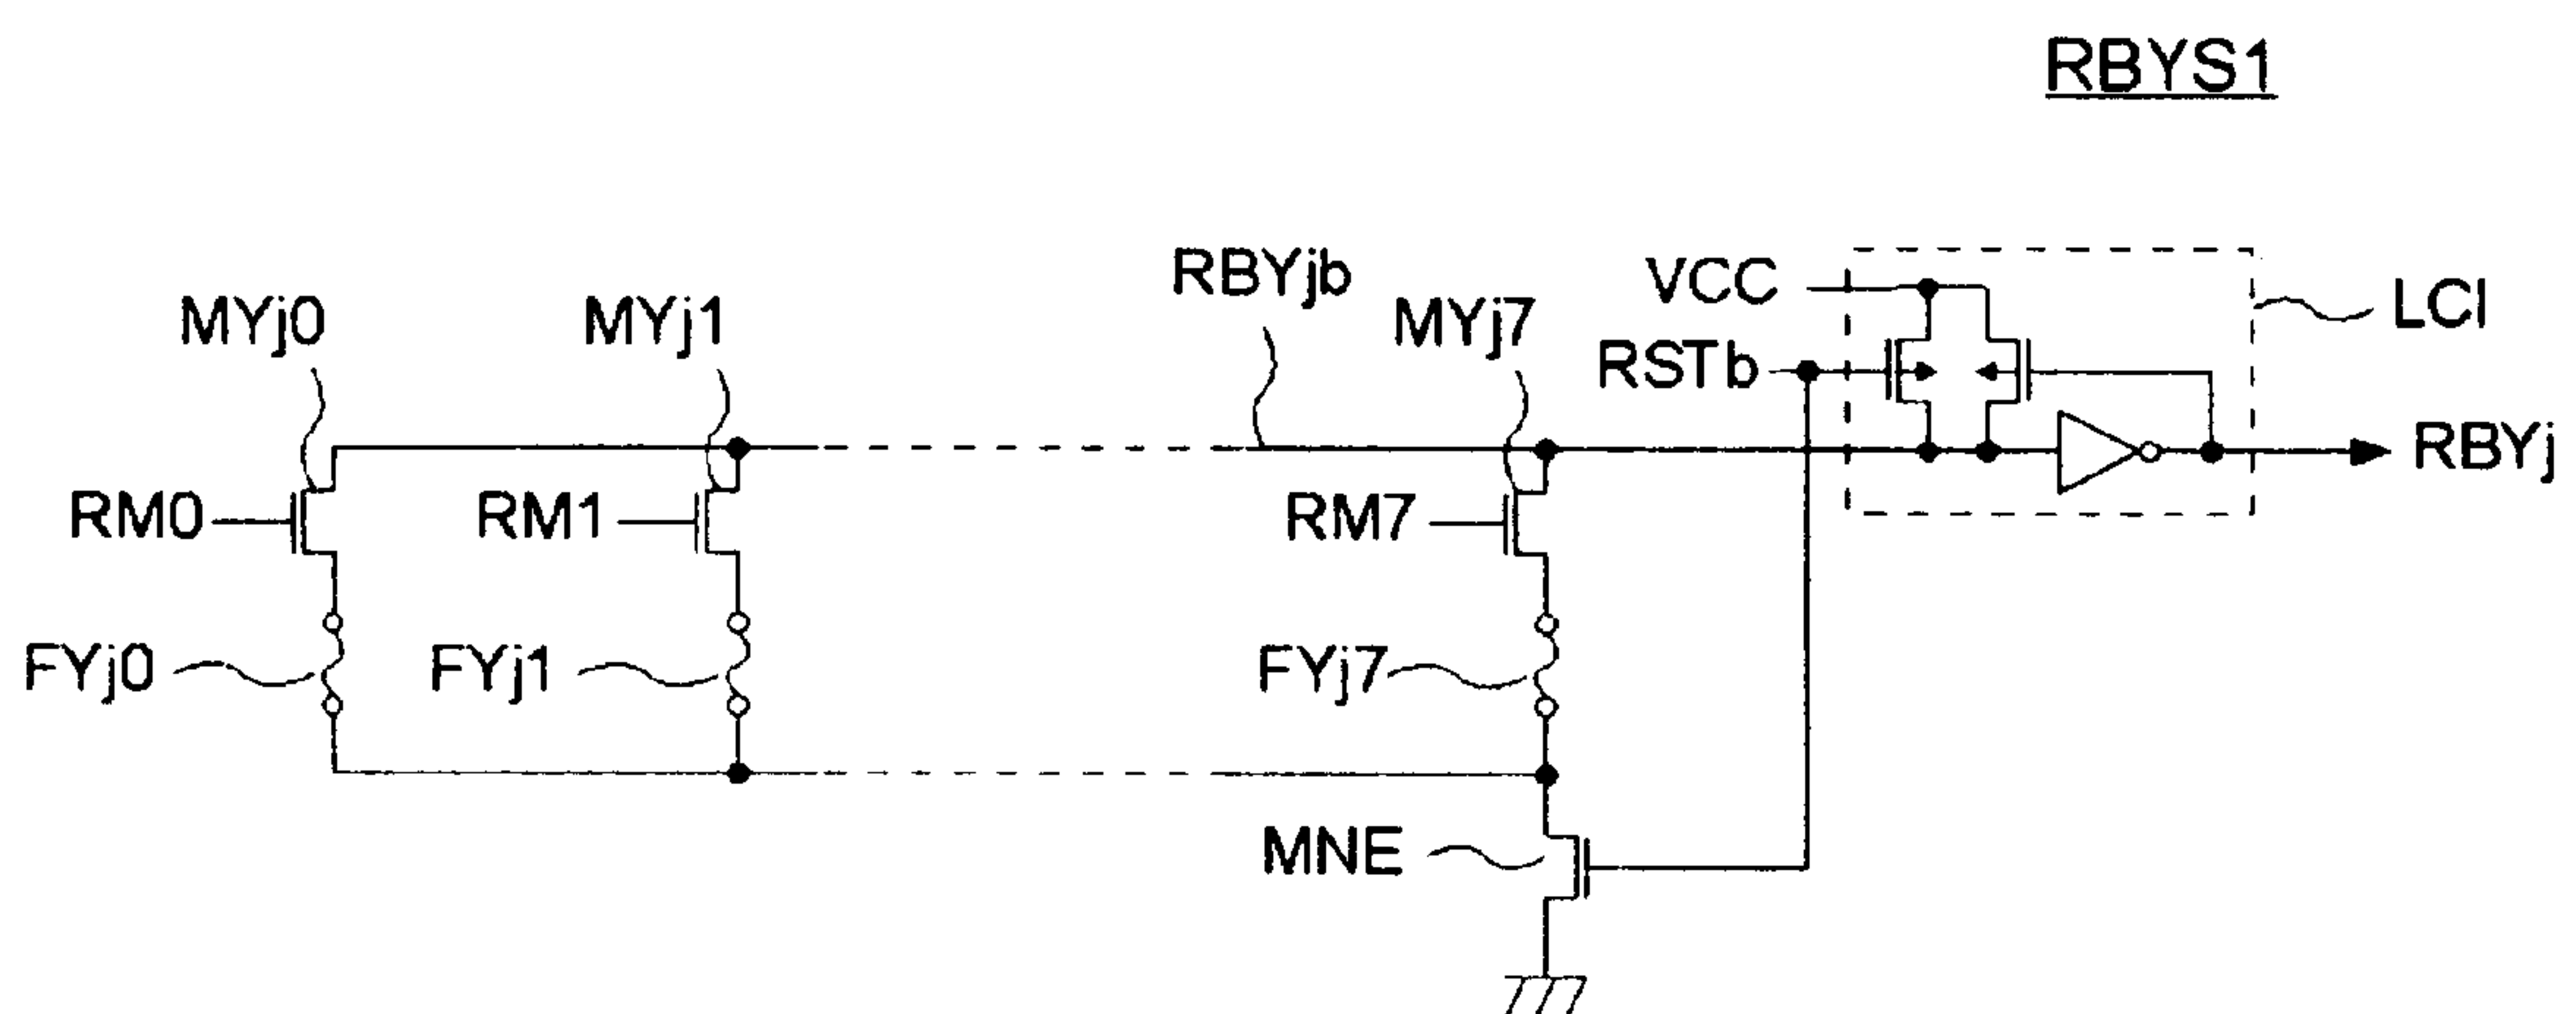 RBYS1
RBYjb
VCC
LCI
MYj0
MYj1
MYj7
RSTb
RBYj
RM0
RM1
RM7
FYj0
FYj1
FYj7
MNE